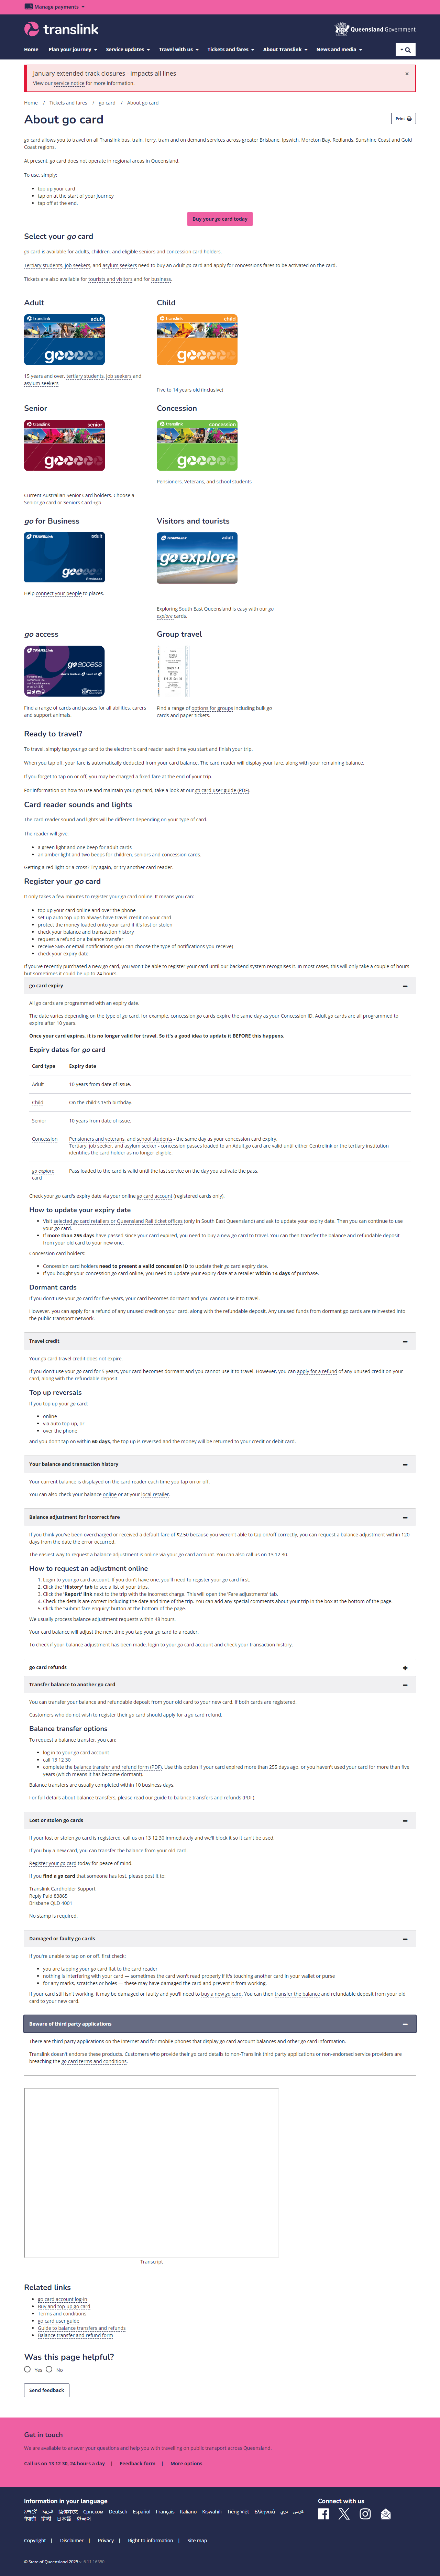 Manage payments
translink
Queensland Government
Home
Plan your journey
Service updates
Travel with us
Tickets and fares
About Translink
News and media
January extended track closures - impacts all lines
×
View our service notice for more information.
Home / Tickets and fares / go card / About go card
About go card
Print
go card allows you to travel on all Translink bus, train, ferry, tram and on demand services across greater Brisbane, Ipswich, Moreton Bay, Redlands, Sunshine Coast and Gold
Coast regions.
At present, go card does not operate in regional areas in Queensland.
To use, simply:
top up your card
tap on at the start of your journey
tap off at the end.
Buy your go card today
Select your go card
go card is available for adults, children, and eligible seniors and concession card holders.
Tertiary students, job seekers, and asylum seekers need to buy an Adult go card and apply for concessions fares to be activated on the card.
Tickets are also available for tourists and visitors and for business.
Adult
Child
translink adult
go
translink child
go
15 years and over, tertiary students, job seekers and
asylum seekers
Five to 14 years old (inclusive)
Senior
Concession
translink senior
go
translink concession
go
Current Australian Senior Card holders. Choose a
Senior go card or Seniors Card +go
Pensioners, Veterans, and school students
go for Business
Visitors and tourists
TRANSLink adult
go
Business
TRANSLink adult
go explore
Help connect your people to places.
Exploring South East Queensland is easy with our go
explore cards.
go access
Group travel
TRANSLink
go access
Find a range of cards and passes for all abilities, carers
and support animals.
Find a range of options for groups including bulk go
cards and paper tickets.
Ready to travel?
To travel, simply tap your go card to the electronic card reader each time you start and finish your trip.
When you tap off, your fare is automatically deducted from your card balance. The card reader will display your fare, along with your remaining balance.
If you forget to tap on or off, you may be charged a fixed fare at the end of your trip.
For information on how to use and maintain your go card, take a look at our go card user guide (PDF).
Card reader sounds and lights
The card reader sound and lights will be different depending on your type of card.
The reader will give:
a green light and one beep for adult cards
an amber light and two beeps for children, seniors and concession cards.
Getting a red light or a cross? Try again, or try another card reader.
Register your go card
It only takes a few minutes to register your go card online. It means you can:
top up your card online and over the phone
set up auto top-up to always have travel credit on your card
protect the money loaded onto your card if it's lost or stolen
check your balance and transaction history
request a refund or a balance transfer
receive SMS or email notifications (you can choose the type of notifications you receive)
check your expiry date.
If you've recently purchased a new go card, you won't be able to register your card until our backend system recognises it. In most cases, this will only take a couple of hours
but sometimes it could be up to 24 hours.
go card expiry
All go cards are programmed with an expiry date.
The date varies depending on the type of go card, for example, concession go cards expire the same day as your Concession ID. Adult go cards are all programmed to
expire after 10 years.
Once your card expires, it is no longer valid for travel. So it's a good idea to update it BEFORE this happens.
Expiry dates for go card
Card type Expiry date
Adult 10 years from date of issue.
Child On the child's 15th birthday.
Senior 10 years from date of issue.
Concession Pensioners and veterans, and school students - the same day as your concession card expiry.
Tertiary, job seeker, and asylum seeker - concession passes loaded to an Adult go card are valid until either Centrelink or the tertiary institution
identifies the card holder as no longer eligible.
go explore card Pass loaded to the card is valid until the last service on the day you activate the pass.
Check your go card's expiry date via your online go card account (registered cards only).
How to update your expiry date
Visit selected go card retailers or Queensland Rail ticket offices (only in South East Queensland) and ask to update your expiry date. Then you can continue to use
your go card.
If more than 255 days have passed since your card expired, you need to buy a new go card to travel. You can then transfer the balance and refundable deposit
from your old card to your new one.
Concession card holders:
Concession card holders need to present a valid concession ID to update their go card expiry date.
If you bought your concession go card online, you need to update your expiry date at a retailer within 14 days of purchase.
Dormant cards
If you don't use your go card for five years, your card becomes dormant and you cannot use it to travel.
However, you can apply for a refund of any unused credit on your card, along with the refundable deposit. Any unused funds from dormant go cards are reinvested into
the public transport network.
Travel credit
Your go card travel credit does not expire.
If you don't use your go card for 5 years, your card becomes dormant and you cannot use it to travel. However, you can apply for a refund of any unused credit on your
card, along with the refundable deposit.
Top up reversals
If you top up your go card:
online
via auto top-up, or
over the phone
and you don't tap on within 60 days, the top up is reversed and the money will be returned to your credit or debit card.
Your balance and transaction history
Your current balance is displayed on the card reader each time you tap on or off.
You can also check your balance online or at your local retailer.
Balance adjustment for incorrect fare
If you think you've been overcharged or received a default fare of $2.50 because you weren't able to tap on/off correctly, you can request a balance adjustment within 120
days from the date of the error occurred.
The easiest way to request a balance adjustment is online via your go card account. You can also call us on 13 12 30.
How to request an adjustment online
1. Login to your go card account. If you don't have one, you'll need to register your go card first.
2. Click the 'History' tab to see a list of your trips.
3. Click the 'Report' link next to the trip with the incorrect charge. This will open the 'Fare adjustments' tab.
4. Check the details are correct including the date and time of the trip. You can add any special comments about your trip in the box at the bottom of the page.
5. Click the 'Submit fare enquiry' button at the bottom of the page.
We usually process balance adjustment requests within 48 hours.
Your card balance will adjust the next time you tap your go card to a reader.
To check if your balance adjustment has been made, login to your go card account and check your transaction history.
go card refunds
Transfer balance to another go card
You can transfer your balance and refundable deposit from your old card to your new card, if both cards are registered.
Customers who do not wish to register their go card should apply for a go card refund.
Balance transfer options
To request a balance transfer, you can:
log in to your go card account
call 13 12 30
complete the balance transfer and refund form (PDF). Use this option if your card expired more than 255 days ago, or you haven't used your card for more than five
years (which means it has become dormant).
Balance transfers are usually completed within 10 business days.
For full details about balance transfers, please read our guide to balance transfers and refunds (PDF).
Lost or stolen go cards
If your lost or stolen go card is registered, call us on 13 12 30 immediately and we'll block it so it can't be used.
If you buy a new card, you can transfer the balance from your old card.
Register your go card today for peace of mind.
If you find a go card that someone has lost, please post it to:
Translink Cardholder Support
Reply Paid 83865
Brisbane QLD 4001
No stamp is required.
Damaged or faulty go cards
If you're unable to tap on or off, first check:
you are tapping your go card flat to the card reader
nothing is interfering with your card — sometimes the card won't read properly if it's touching another card in your wallet or purse
for any marks, scratches or holes — these may have damaged the card and prevent it from working.
If your card still isn't working, it may be damaged or faulty and you'll need to buy a new go card. You can then transfer the balance and refundable deposit from your old
card to your new card.
Beware of third party applications
There are third party applications on the internet and for mobile phones that display go card account balances and other go card information.
Translink doesn't endorse these products. Customers who provide their go card details to non-Translink third party applications or non-endorsed service providers are
breaching the go card terms and conditions.
Transcript
Related links
go card account log-in
Buy and top-up go card
Terms and conditions
go card user guide
Guide to balance transfers and refunds
Balance transfer and refund form
Was this page helpful?
Yes No
Send feedback
Get in touch
We are available to answer your questions and help you with travelling on public transport across Queensland.
Call us on 13 12 30, 24 hours a day | Feedback form | More options
Information in your language
አማርኛ العربية 简体中文 Српском Deutsch Español Français Italiano Kiswahili Tiếng Việt Ελληνικά دری فارسی
नेपाली हिन्दी 日本語 한국어
Connect with us
Copyright | Disclaimer | Privacy | Right to information | Site map
© State of Queensland 2025